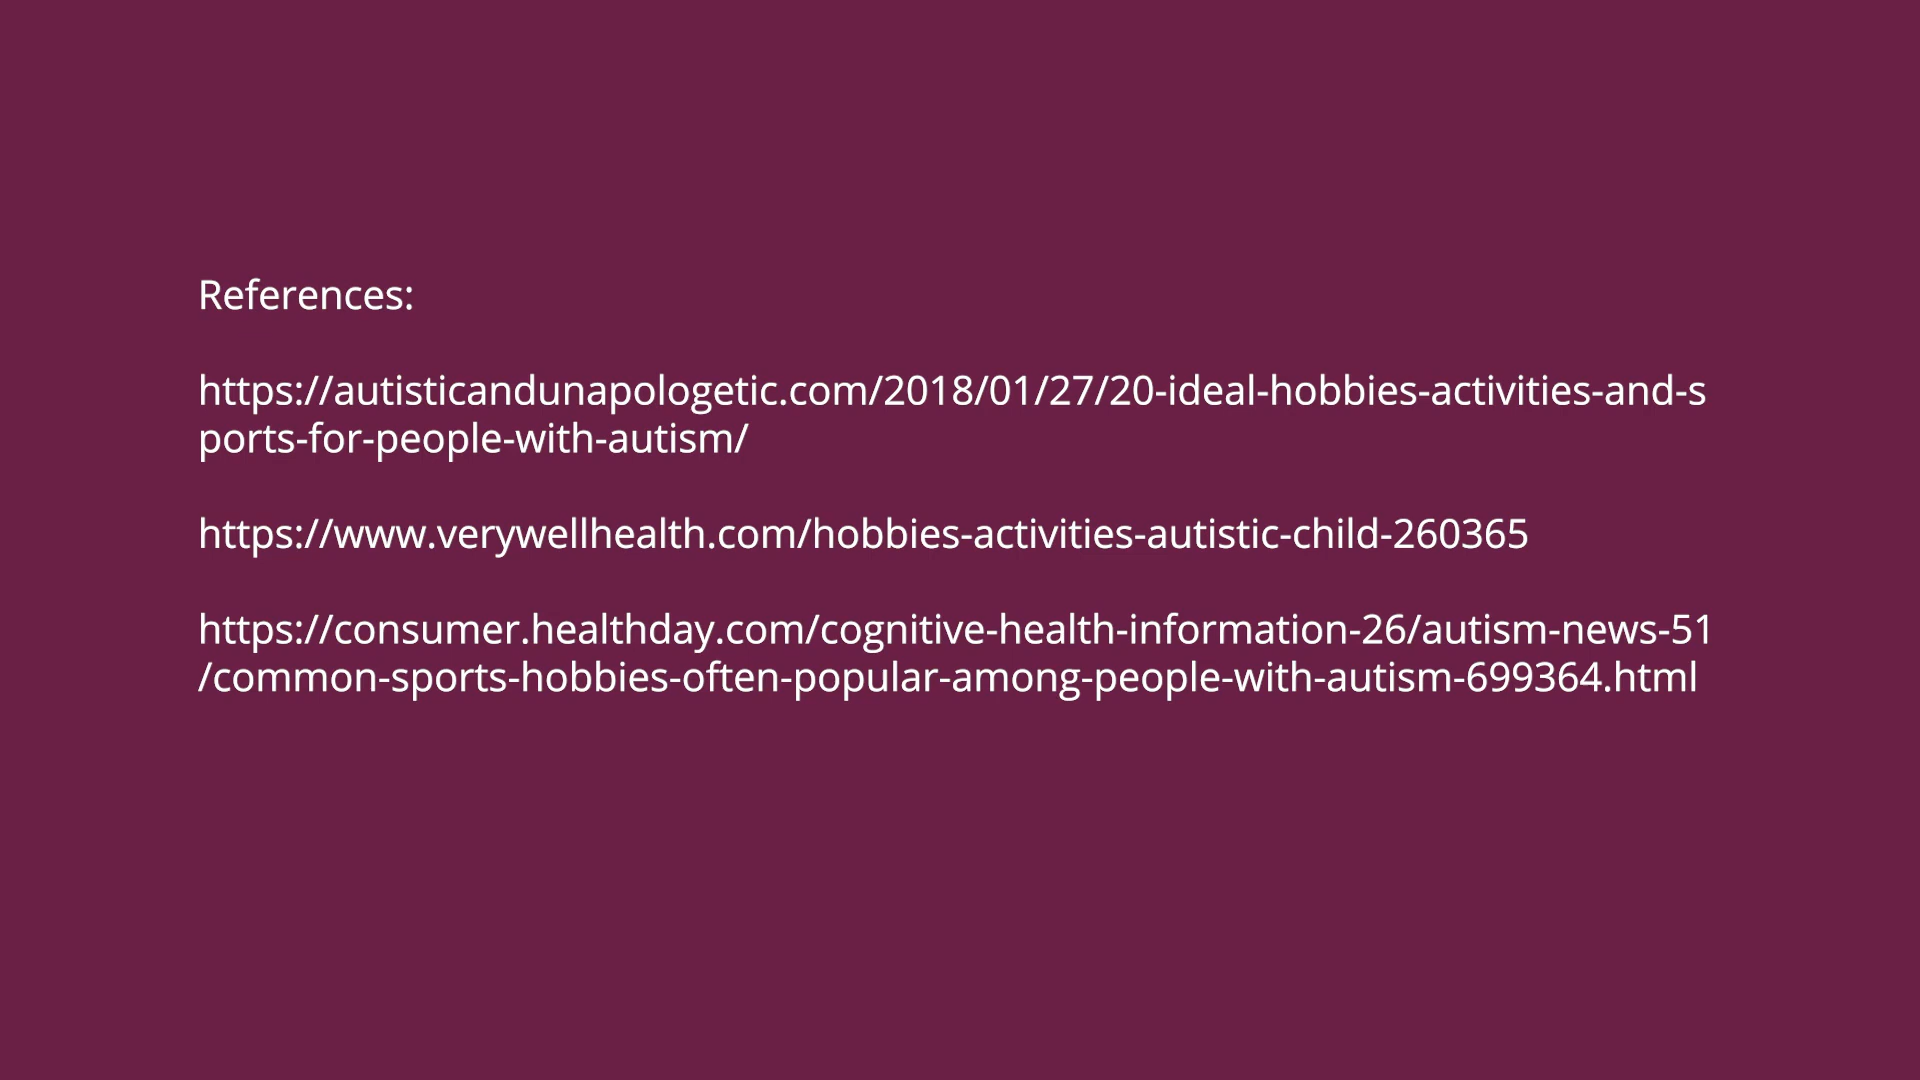 References:
https://autisticandunapologetic.com/2018/01/27/20-ideal-hobbies-activities-and-s
ports-for-people-with-autism/
https://www.verywellhealth.com/hobbies-activities-autistic-child-260365
https://consumer.healthday.com/cognitive-health-information-26/autism-news-51
/common-sports-hobbies-often-popular-among-people-with-autism-699364.html